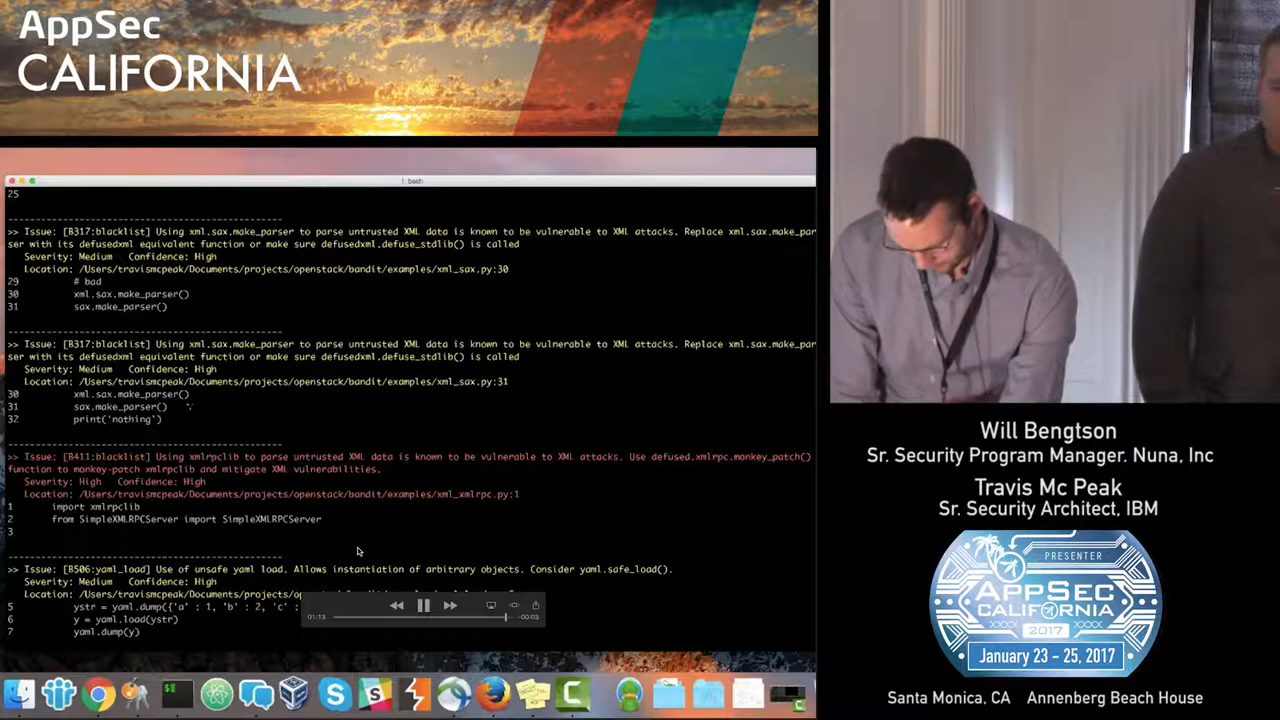 AppSec
CALIFORNIA
1. bash
25
--------------------------------------------------
>> Issue: [B317:blacklist] Using xml.sax.make_parser to parse untrusted XML data is known to be vulnerable to XML attacks. Replace xml.sax.make_par
ser with its defusedxml equivalent function or make sure defusedxml.defuse_stdlib() is called
Severity: Medium   Confidence: High
Location: /Users/travismcpeak/Documents/projects/openstack/bandit/examples/xml_sax.py:30
29      # bad
30      xml.sax.make_parser()
31      sax.make_parser()
--------------------------------------------------
>> Issue: [B317:blacklist] Using xml.sax.make_parser to parse untrusted XML data is known to be vulnerable to XML attacks. Replace xml.sax.make_par
ser with its defusedxml equivalent function or make sure defusedxml.defuse_stdlib() is called
Severity: Medium   Confidence: High
Location: /Users/travismcpeak/Documents/projects/openstack/bandit/examples/xml_sax.py:31
30      xml.sax.make_parser()
31      sax.make_parser()
32      print('nothing')
--------------------------------------------------
>> Issue: [B411:blacklist] Using xmlrpclib to parse untrusted XML data is known to be vulnerable to XML attacks. Use defused.xmlrpc.monkey_patch()
function to monkey-patch xmlrpclib and mitigate XML vulnerabilities.
Severity: High   Confidence: High
Location: /Users/travismcpeak/Documents/projects/openstack/bandit/examples/xml_xmlrpc.py:1
1   import xmlrpclib
2   from SimpleXMLRPCServer import SimpleXMLRPCServer
3
--------------------------------------------------
>> Issue: [B506:yaml_load] Use of unsafe yaml load. Allows instantiation of arbitrary objects. Consider yaml.safe_load().
Severity: Medium   Confidence: High
Location: /Users/travismcpeak/Documents/projects/o
5       ystr = yaml.dump({'a' : 1, 'b' : 2, 'c' :
6       y = yaml.load(ystr)
7       yaml.dump(y)
01:13
-00:03
Will Bengtson
Sr. Security Program Manager. Nuna, Inc
Travis Mc Peak
Sr. Security Architect, IBM
PRESENTER
APPSEC
CALIFORNIA
2017
January 23 - 25, 2017
Santa Monica, CA   Annenberg Beach House